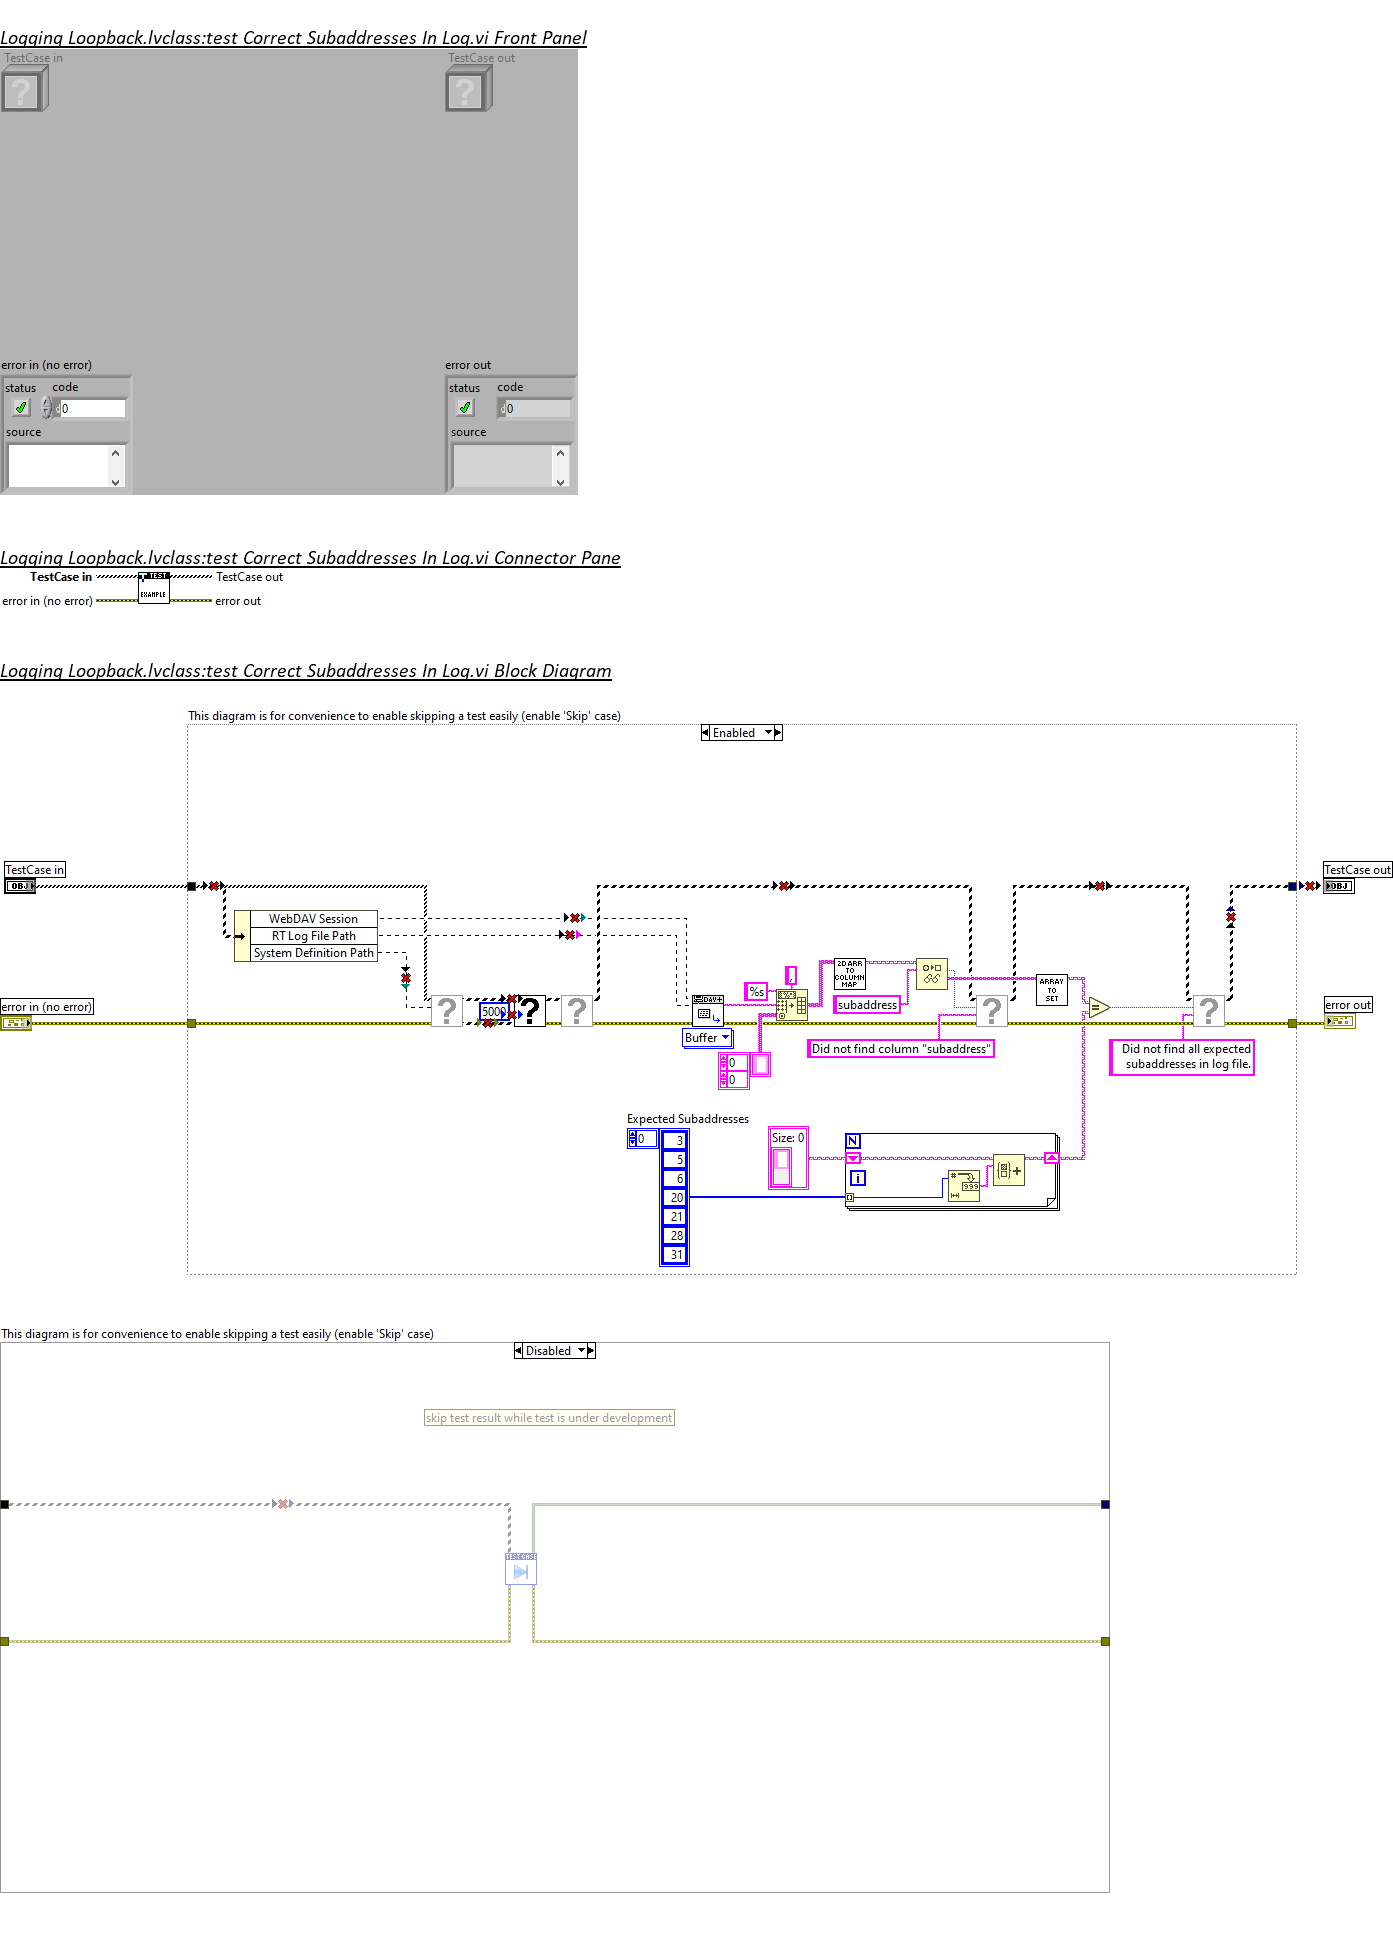 Logging Loopback.lvclass:test Correct Subaddresses In Log.vi Front Panel
TestCase in
TestCase out
?
?
error in (no error)
error out
status
code
status
code
d
0
d
0
source
source
Logging Loopback.lvclass:test Correct Subaddresses In Log.vi Connector Pane
TestCase in
TEST
TestCase out
EXAMPLE
error in (no error)
error out
Logging Loopback.lvclass:test Correct Subaddresses In Log.vi Block Diagram
This diagram is for convenience to enable skipping a test easily (enable 'Skip' case)
Enabled
TestCase in
OBJ
TestCase out
OBJ
WebDAV Session
RT Log File Path
System Definition Path
error in (no error)
error out
?
5000
?
?
DAV
Buffer
%s
,
0
0
2D ARR
TO
COLUMN
MAP
subaddress
?
Did not find column "subaddress"
ARRAY
TO
SET
=
?
Did not find all expected
subaddresses in log file.
Expected Subaddresses
0
3
5
6
20
21
28
31
Size: 0
N
i
#
999
+
This diagram is for convenience to enable skipping a test easily (enable 'Skip' case)
Disabled
skip test result while test is under development
TEST CASE